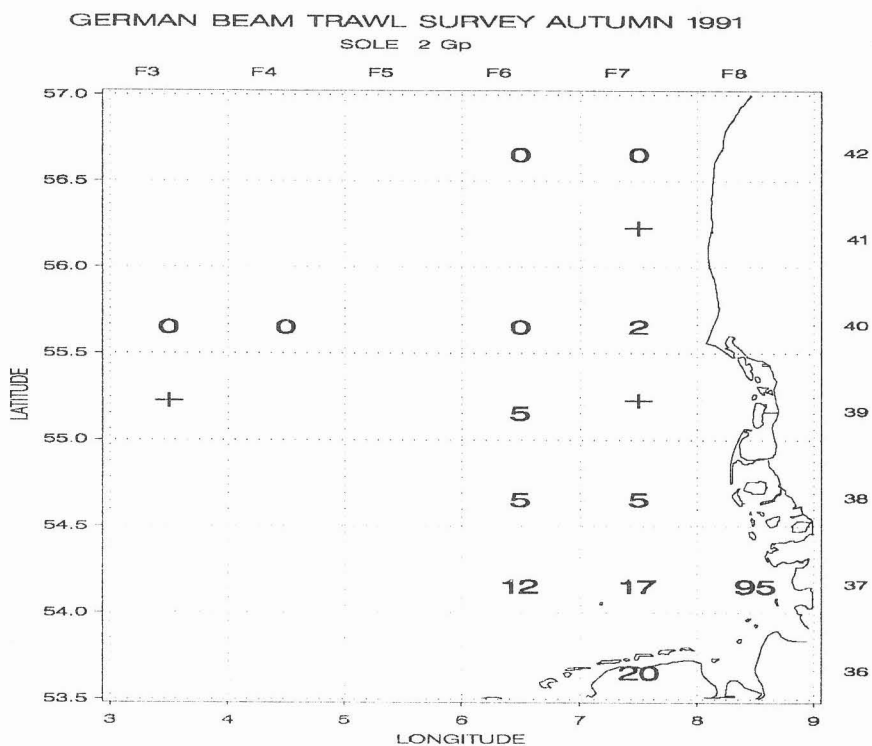 GERMAN BEAM TRAWL SURVEY AUTUMN 1991
SOLE 2 Gp
F3 F4 F5 F6 F7 F8
57.0
0 0 42
56.5
+ 41
56.0
0 0 0 2 40
55.5
+ 5 + 39
55.0
5 5 38
54.5
12 17 95 37
54.0
20 36
53.5
3 4 5 6 7 8 9
LATITUDE
LONGITUDE